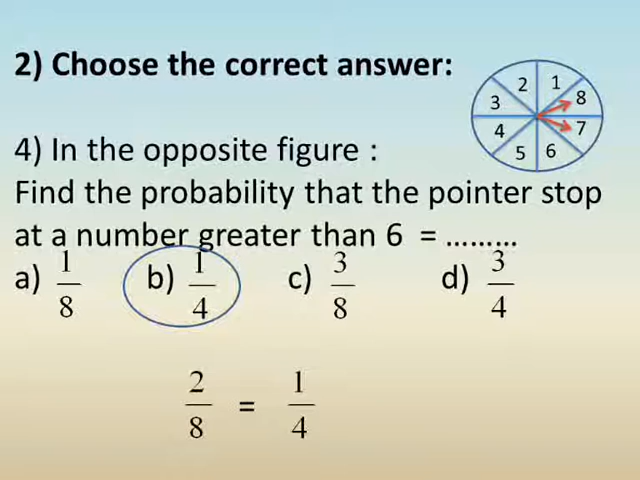 2) Choose the correct answer:
1
2
8
3
7
4
5
6
4) In the opposite figure :
Find the probability that the pointer stop
at a number greater than 6 = ………
a) 1/8 b) 1/4 c) 3/8 d) 3/4
2/8 = 1/4